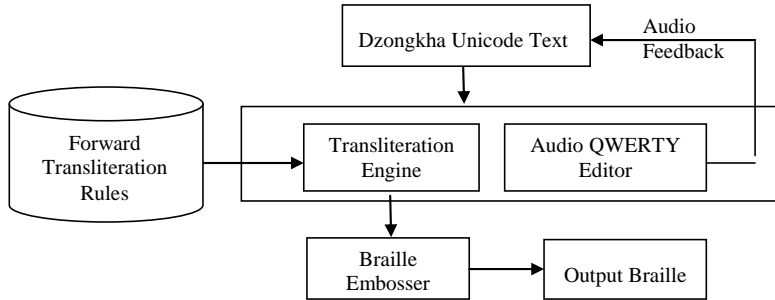 Dzongkha Unicode Text
Audio
Feedback
Forward
Transliteration
Rules
Transliteration
Engine
Audio QWERTY
Editor
Braille
Embosser
Output Braille